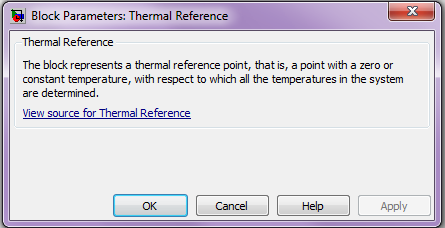 Block Parameters: Thermal Reference
Thermal Reference
The block represents a thermal reference point, that is, a point with a zero or
constant temperature, with respect to which all the temperatures in the system
are determined.
View source for Thermal Reference
OK Cancel Help Apply